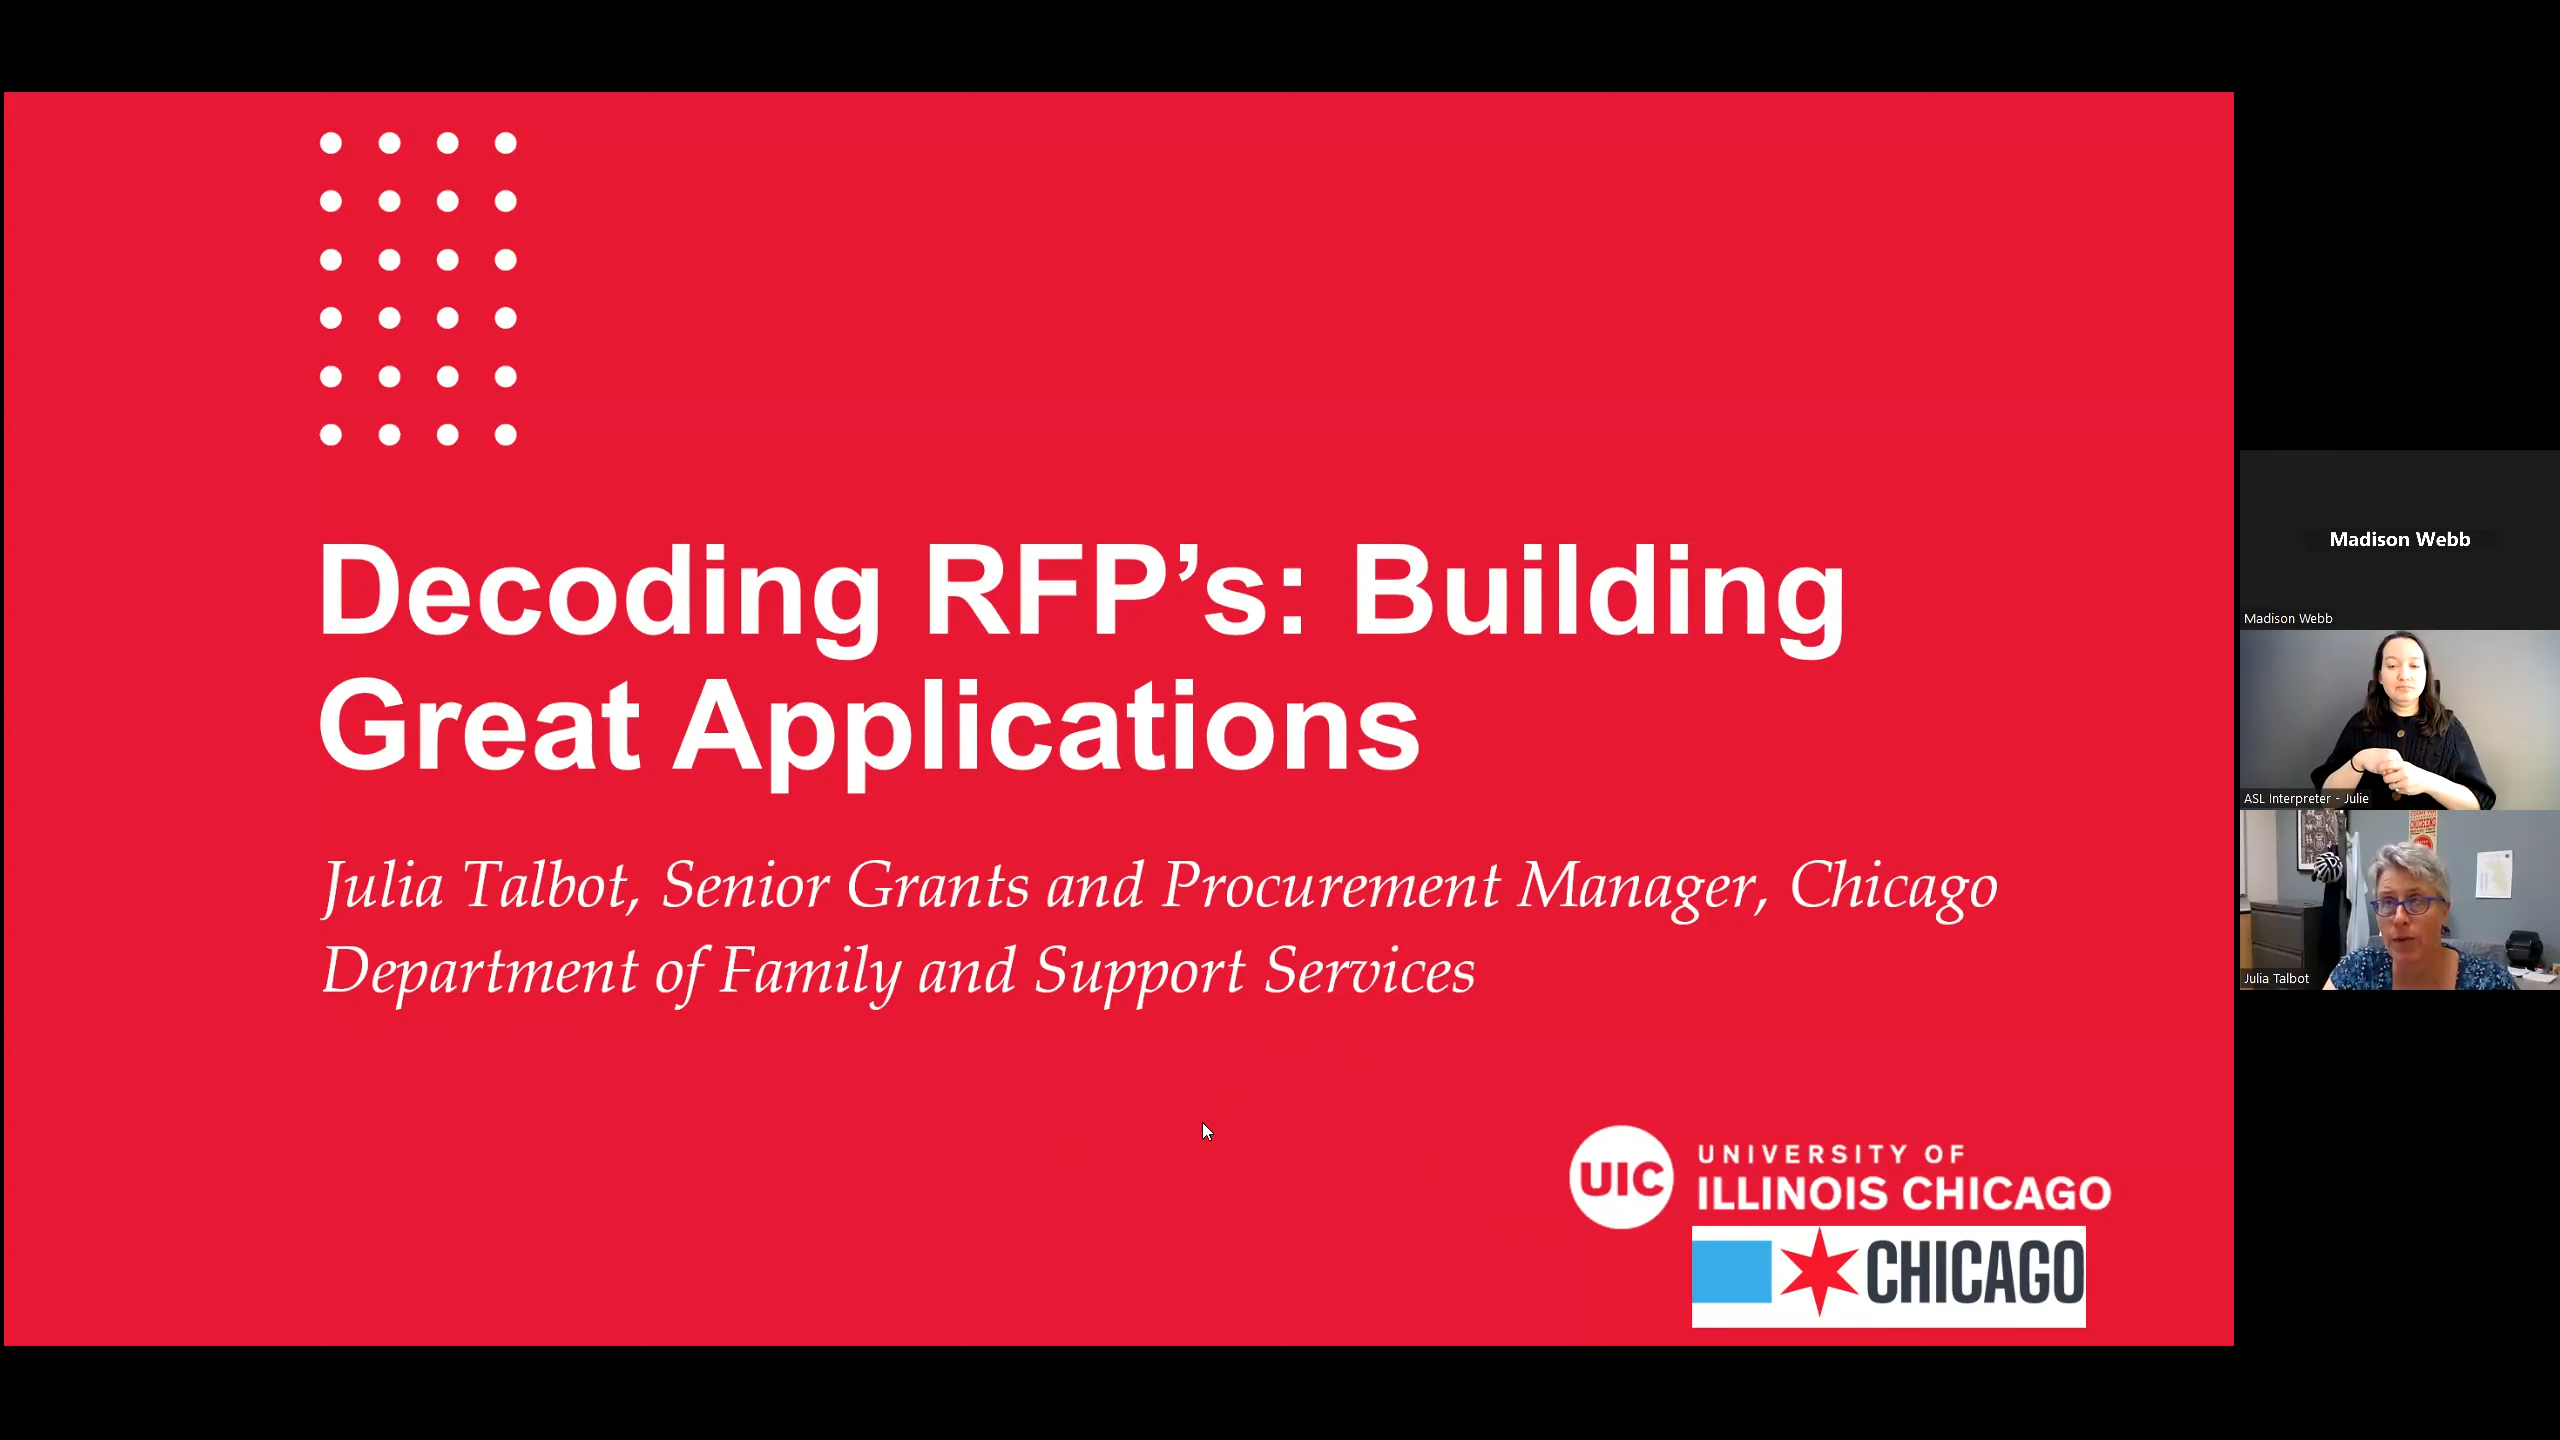 Decoding RFP’s: Building
Great Applications
Julia Talbot, Senior Grants and Procurement Manager, Chicago
Department of Family and Support Services
UIC
UNIVERSITY OF
ILLINOIS CHICAGO
CHICAGO
Madison Webb
Madison Webb
ASL Interpreter - Julie
Julia Talbot